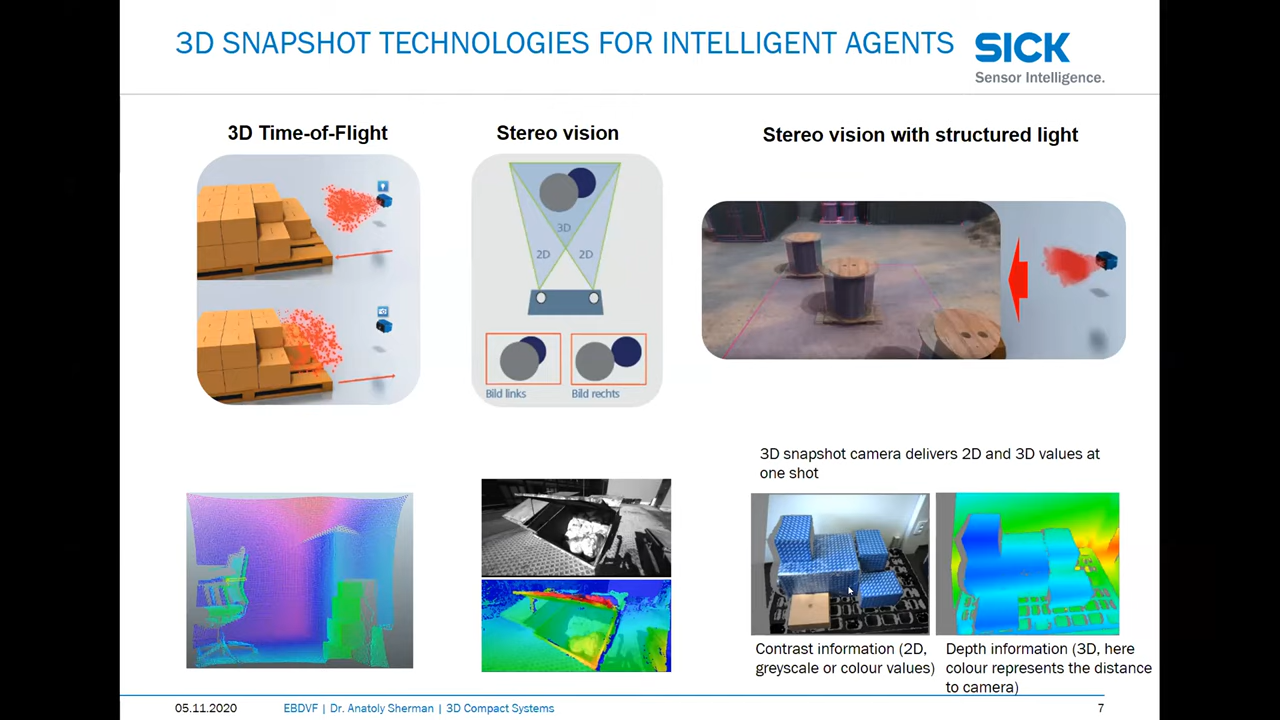 3D SNAPSHOT TECHNOLOGIES FOR INTELLIGENT AGENTS
SICK
Sensor Intelligence.
3D Time-of-Flight
Stereo vision
Stereo vision with structured light
3D
2D
2D
Bild links
Bild rechts
3D snapshot camera delivers 2D and 3D values at
one shot
Contrast information (2D,
greyscale or colour values)
Depth information (3D, here
colour represents the distance
to camera)
05.11.2020
EBDVF | Dr. Anatoly Sherman | 3D Compact Systems
7